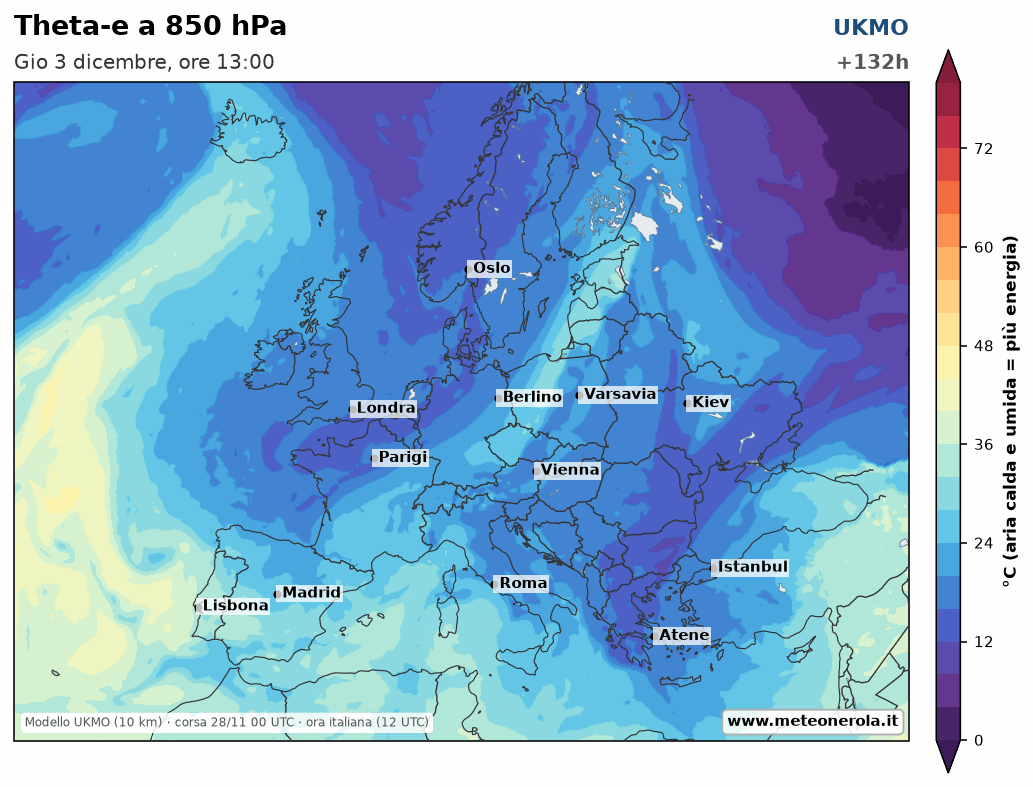 Theta-e a 850 hPa
UKMO
Gio 3 dicembre, ore 13:00
+132h
Oslo
Londra
Berlino
Varsavia
Kiev
Parigi
Vienna
Istanbul
Roma
Madrid
Lisbona
Atene
Modello UKMO (10 km) · corsa 28/11 00 UTC · ora italiana (12 UTC)
www.meteonerola.it
72
60
48
36
24
12
0
°C (aria calda e umida = più energia)